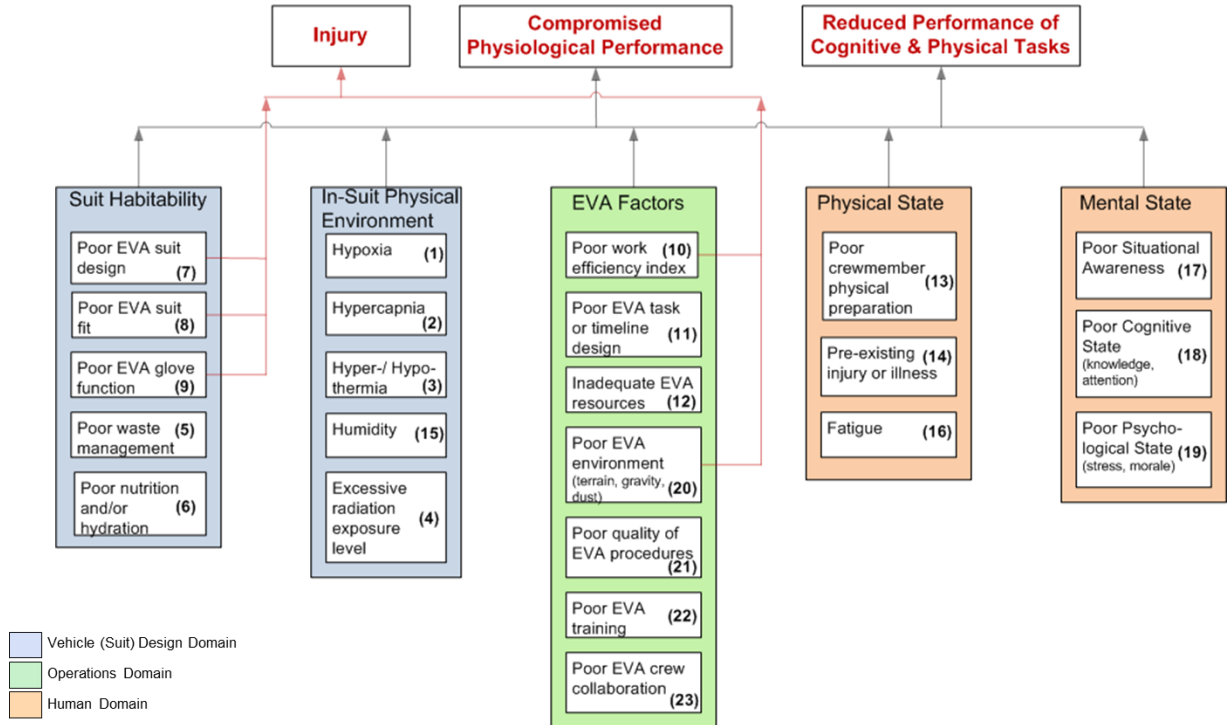 Injury
Compromised
Physiological Performance
Reduced Performance of
Cognitive & Physical Tasks
Suit Habitability
Poor EVA suit
design
(7)
Poor EVA suit
fit
(8)
Poor EVA glove
function
(9)
Poor waste
management
(5)
Poor nutrition
and/or
hydration
(6)
In-Suit Physical
Environment
Hypoxia
(1)
Hypercapnia
(2)
Hyper-/ Hypo-
thermia
(3)
Humidity
(15)
Excessive
radiation
exposure
level
(4)
EVA Factors
Poor work
efficiency index
(10)
Poor EVA task
or timeline
design
(11)
Inadequate EVA
resources
(12)
Poor EVA
environment
(terrain, gravity,
dust)
(20)
Poor quality of
EVA procedures
(21)
Poor EVA
training
(22)
Poor EVA crew
collaboration
(23)
Physical State
Poor
crewmember
physical
preparation
(13)
Pre-existing
injury or illness
(14)
Fatigue
(16)
Mental State
Poor Situational
Awareness
(17)
Poor Cognitive
State
(knowledge,
attention)
(18)
Poor Psycho-
logical State
(stress, morale)
(19)
Vehicle (Suit) Design Domain
Operations Domain
Human Domain